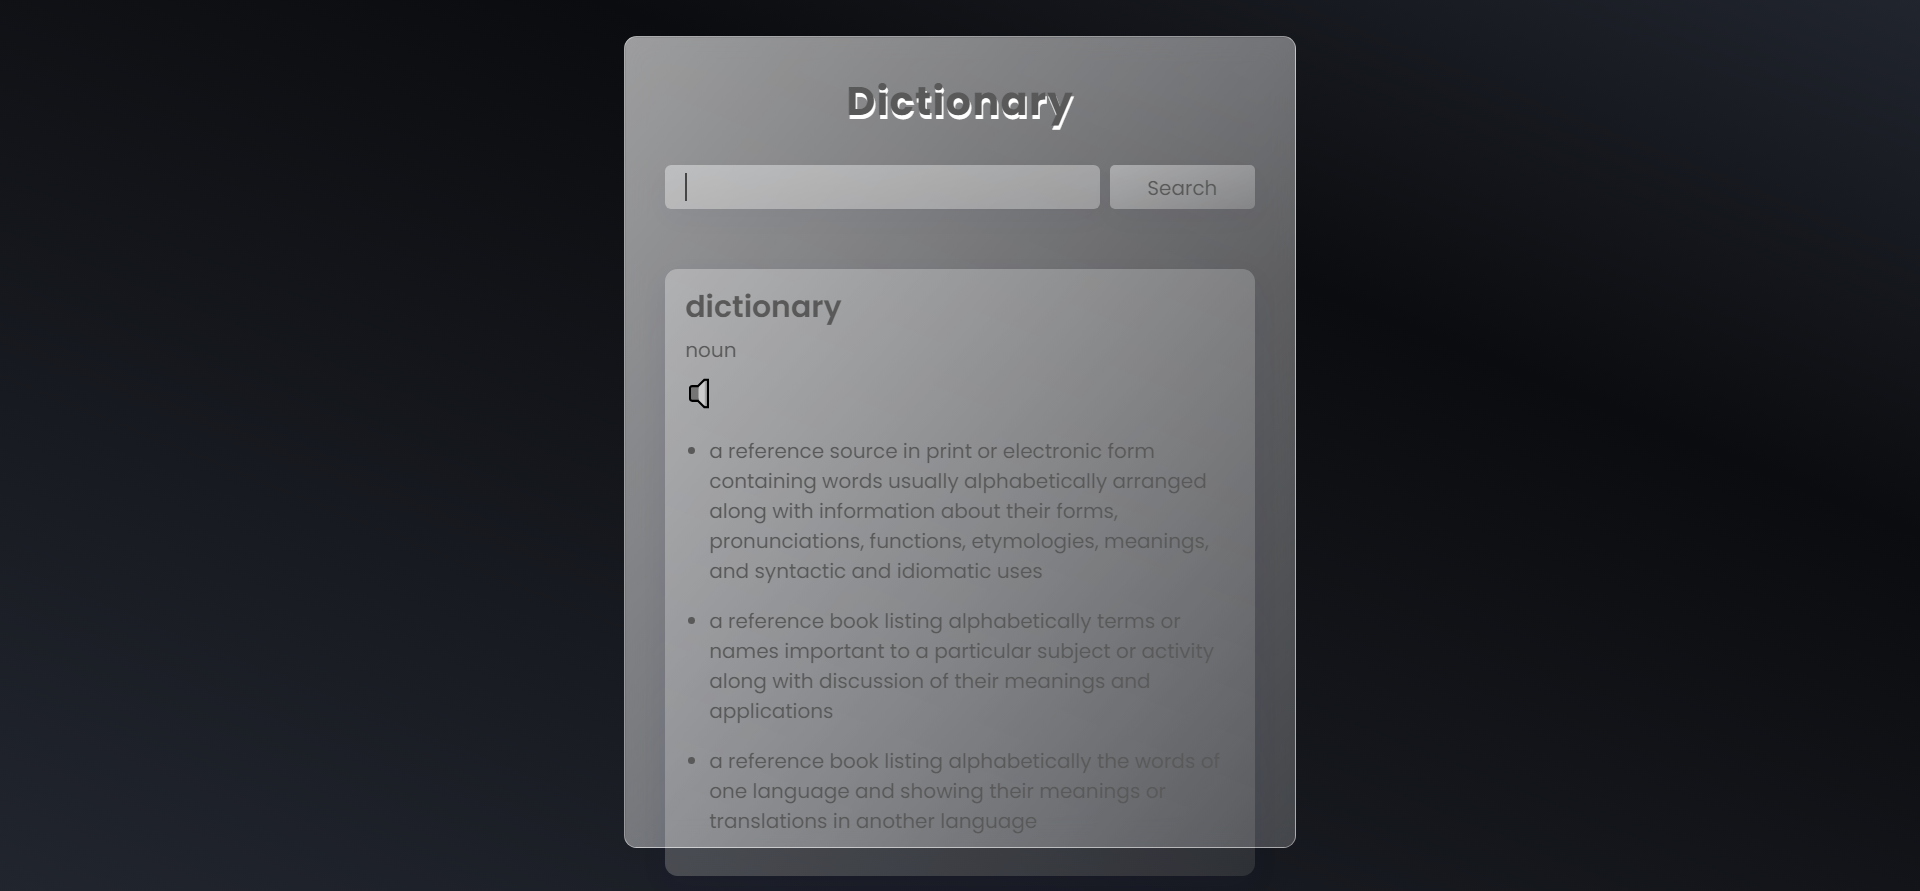 Dictionary
Search
dictionary
noun
a reference source in print or electronic form
containing words usually alphabetically arranged
along with information about their forms,
pronunciations, functions, etymologies, meanings,
and syntactic and idiomatic uses
a reference book listing alphabetically terms or
names important to a particular subject or activity
along with discussion of their meanings and
applications
a reference book listing alphabetically the words of
one language and showing their meanings or
translations in another language